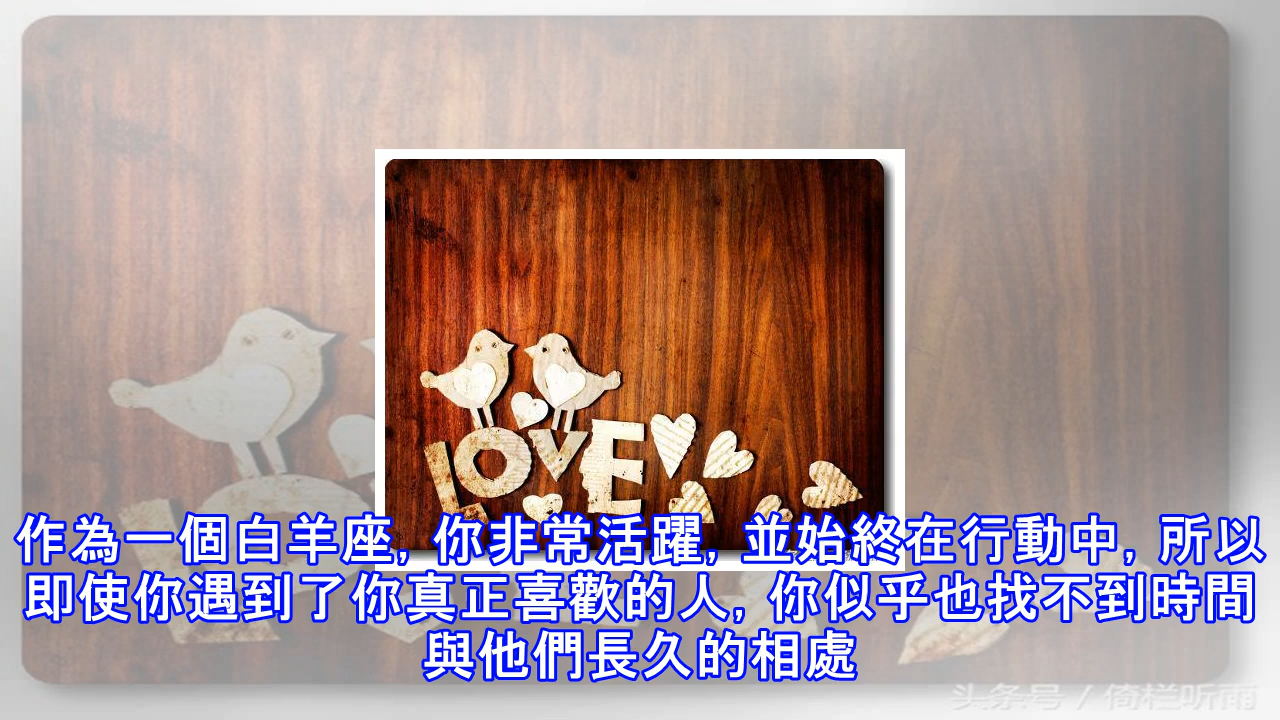 LOVE
作為一個白羊座, 你非常活躍, 並始終在行動中, 所以
即使你遇到了你真正喜歡的人, 你似乎也找不到時間
與他們長久的相處
头条号 / 倚栏听雨